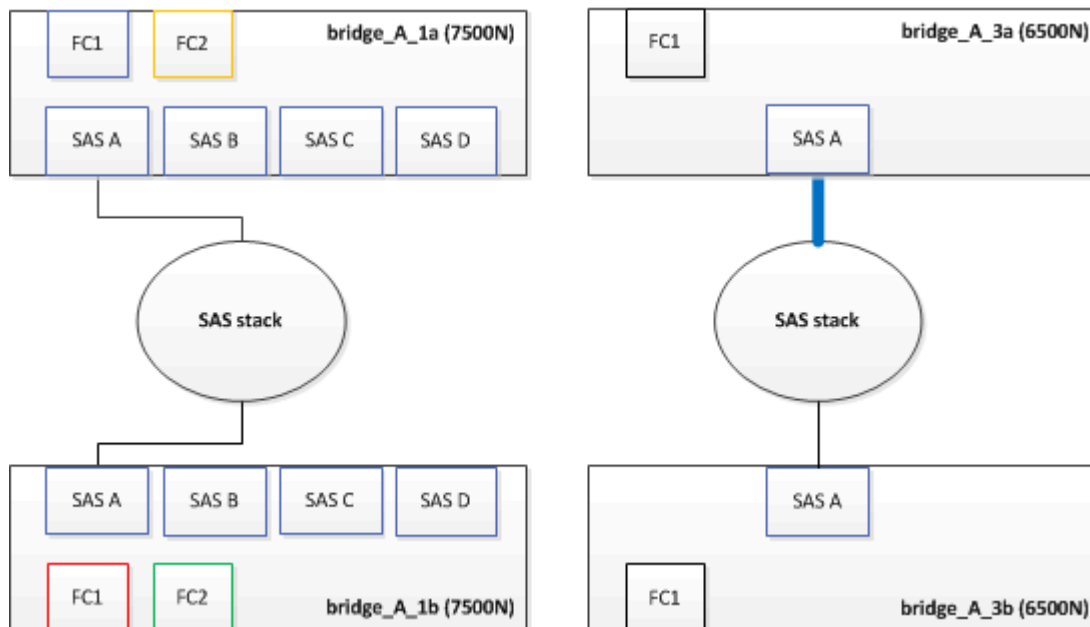 FC1
FC2
bridge_A_1a (7500N)
SAS A
SAS B
SAS C
SAS D
SAS stack
SAS A
SAS B
SAS C
SAS D
FC1
FC2
bridge_A_1b (7500N)
FC1
bridge_A_3a (6500N)
SAS A
SAS stack
SAS A
FC1
bridge_A_3b (6500N)